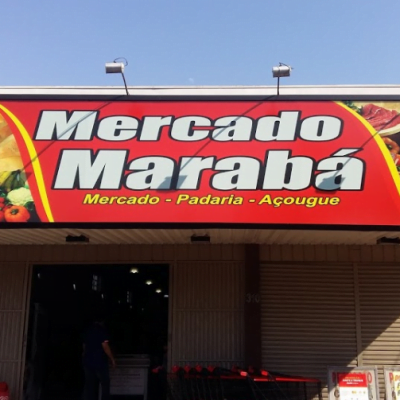 Mercado
Marabá
Mercado - Padaria - Açougue